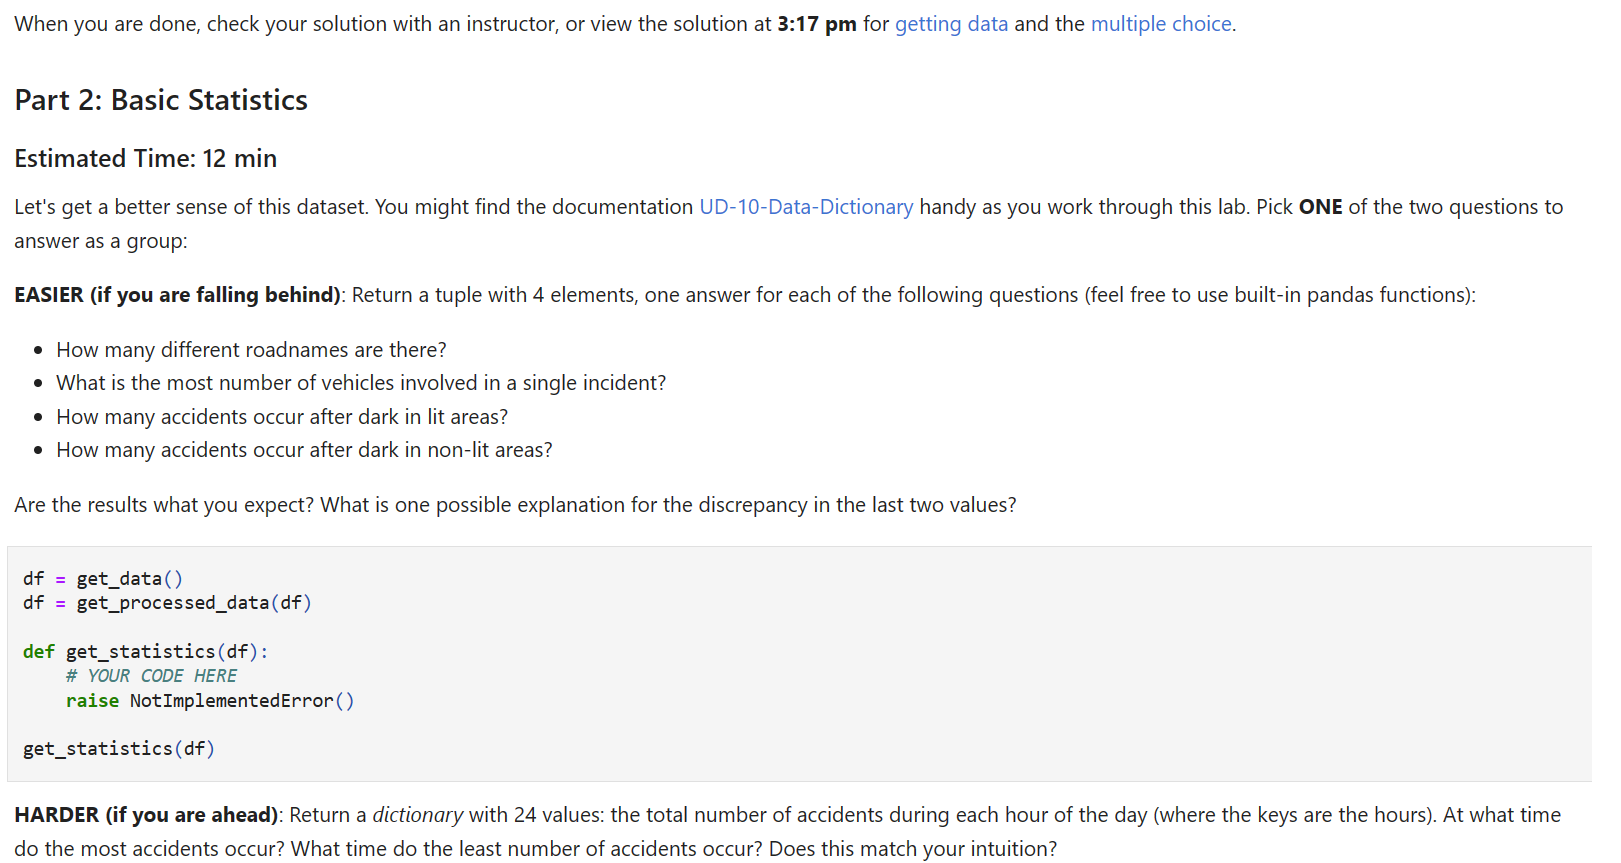 When you are done, check your solution with an instructor, or view the solution at 3:17 pm for getting data and the multiple choice.
Part 2: Basic Statistics
Estimated Time: 12 min
Let's get a better sense of this dataset. You might find the documentation UD-10-Data-Dictionary handy as you work through this lab. Pick ONE of the two questions to
answer as a group:
EASIER (if you are falling behind): Return a tuple with 4 elements, one answer for each of the following questions (feel free to use built-in pandas functions):
• How many different roadnames are there?
• What is the most number of vehicles involved in a single incident?
• How many accidents occur after dark in lit areas?
• How many accidents occur after dark in non-lit areas?
Are the results what you expect? What is one possible explanation for the discrepancy in the last two values?
df = get_data()
df = get_processed_data(df)
def get_statistics(df):
    # YOUR CODE HERE
    raise NotImplementedError()
get_statistics(df)
HARDER (if you are ahead): Return a dictionary with 24 values: the total number of accidents during each hour of the day (where the keys are the hours). At what time
do the most accidents occur? What time do the least number of accidents occur? Does this match your intuition?